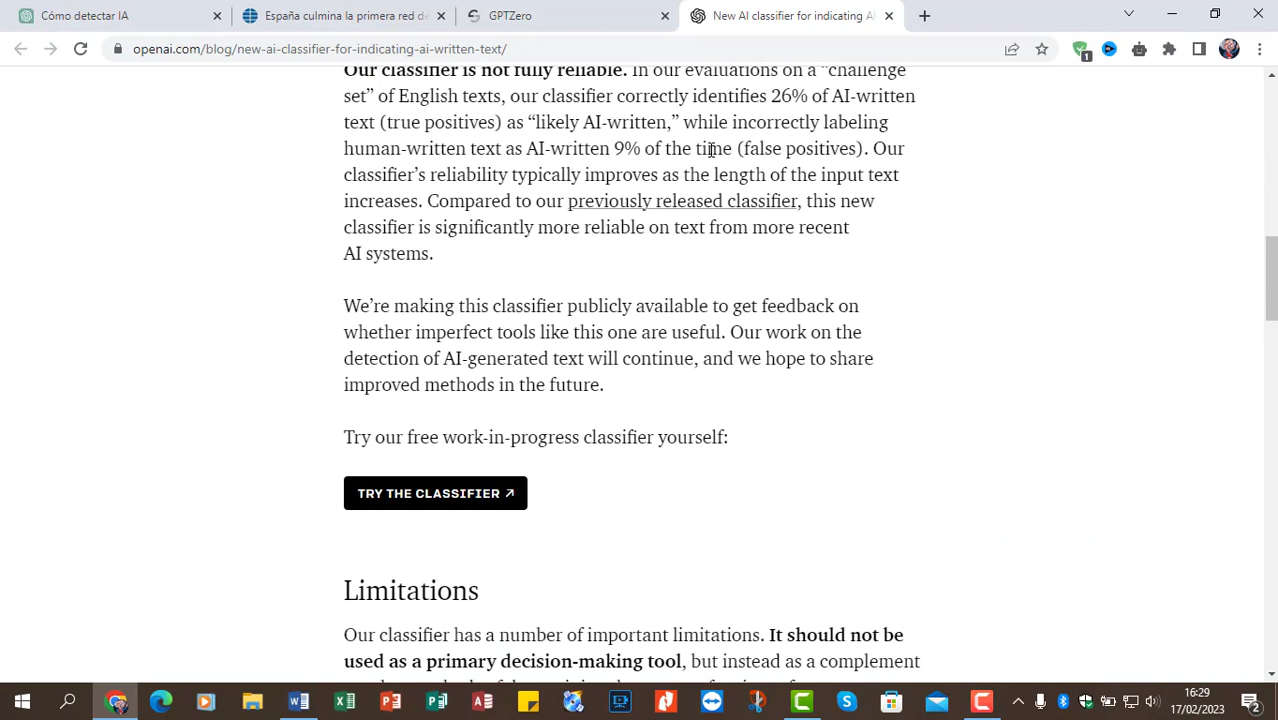 Cómo detectar IA
España culmina la primera red de
GPTZero
New AI classifier for indicating AI
openai.com/blog/new-ai-classifier-for-indicating-ai-written-text/
1
Our classifier is not fully reliable. In our evaluations on a “challenge
set” of English texts, our classifier correctly identifies 26% of AI-written
text (true positives) as “likely AI-written,” while incorrectly labeling
human-written text as AI-written 9% of the time (false positives). Our
classifier’s reliability typically improves as the length of the input text
increases. Compared to our previously released classifier, this new
classifier is significantly more reliable on text from more recent
AI systems.
We’re making this classifier publicly available to get feedback on
whether imperfect tools like this one are useful. Our work on the
detection of AI-generated text will continue, and we hope to share
improved methods in the future.
Try our free work-in-progress classifier yourself:
TRY THE CLASSIFIER ↗
Limitations
Our classifier has a number of important limitations. It should not be
used as a primary decision-making tool, but instead as a complement
16:29
17/02/2023
2